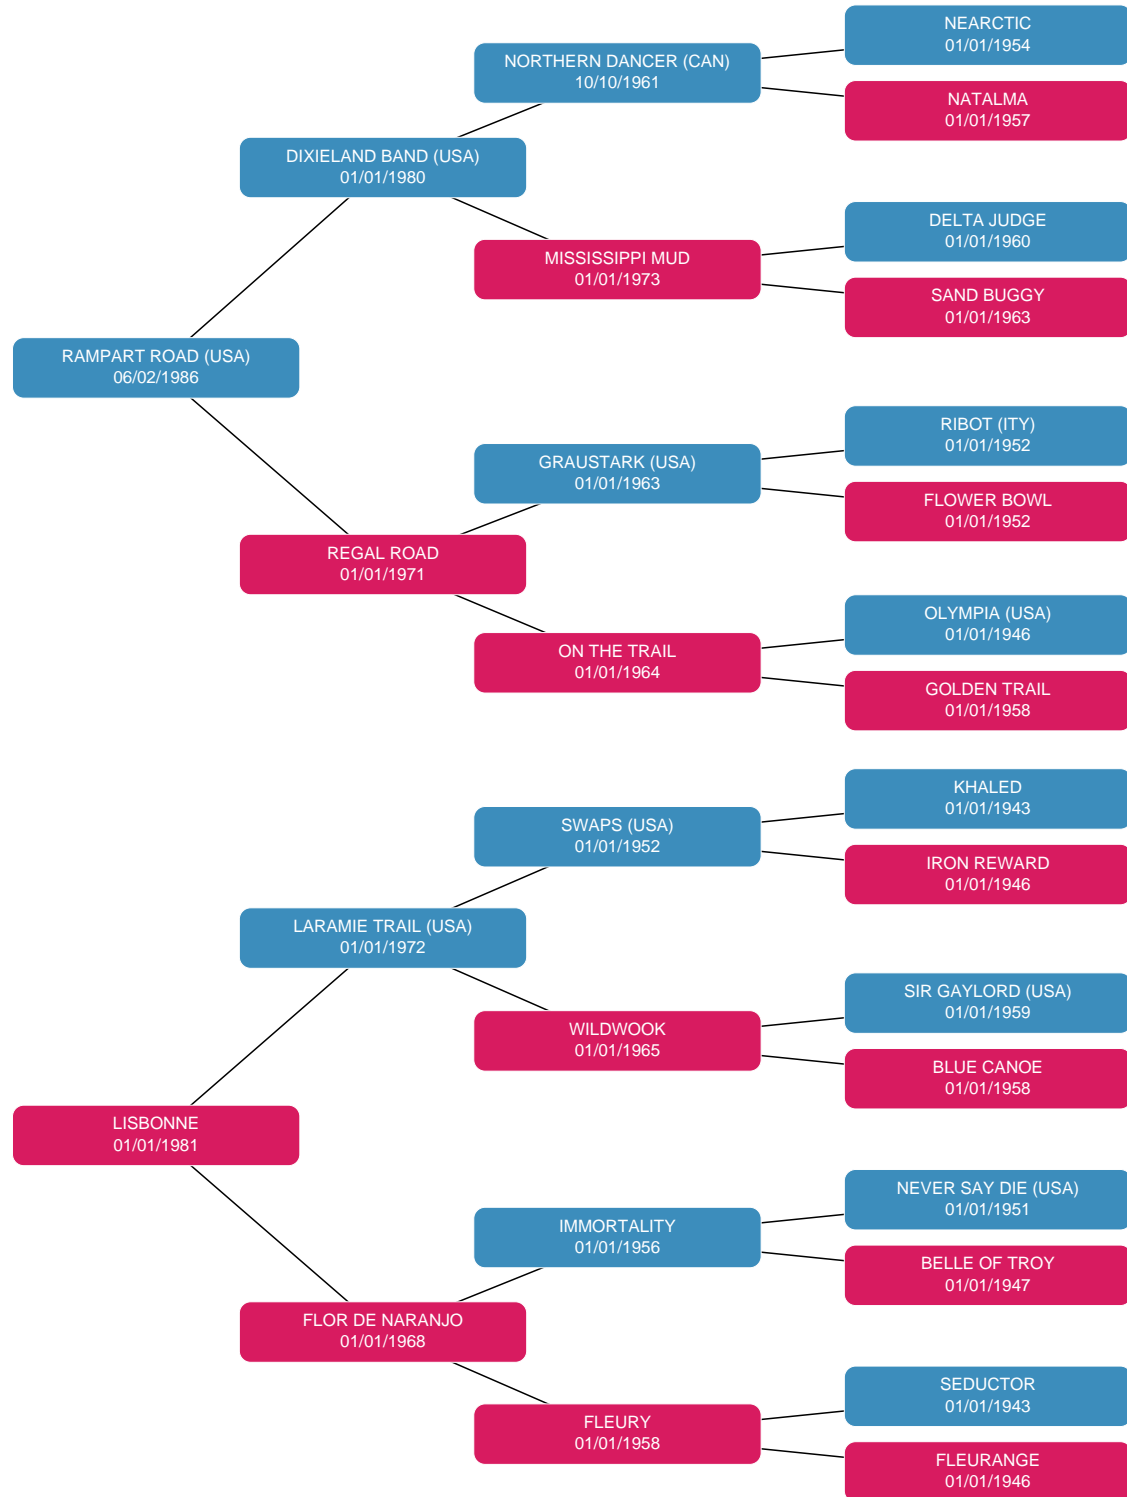 NEARCTIC
01/01/1954
NORTHERN DANCER (CAN)
10/10/1961
NATALMA
01/01/1957
DIXIELAND BAND (USA)
01/01/1980
DELTA JUDGE
01/01/1960
MISSISSIPPI MUD
01/01/1973
SAND BUGGY
01/01/1963
RAMPART ROAD (USA)
06/02/1986
RIBOT (ITY)
01/01/1952
GRAUSTARK (USA)
01/01/1963
FLOWER BOWL
01/01/1952
REGAL ROAD
01/01/1971
OLYMPIA (USA)
01/01/1946
ON THE TRAIL
01/01/1964
GOLDEN TRAIL
01/01/1958
KHALED
01/01/1943
SWAPS (USA)
01/01/1952
IRON REWARD
01/01/1946
LARAMIE TRAIL (USA)
01/01/1972
SIR GAYLORD (USA)
01/01/1959
WILDWOOK
01/01/1965
BLUE CANOE
01/01/1958
LISBONNE
01/01/1981
NEVER SAY DIE (USA)
01/01/1951
IMMORTALITY
01/01/1956
BELLE OF TROY
01/01/1947
FLOR DE NARANJO
01/01/1968
SEDUCTOR
01/01/1943
FLEURY
01/01/1958
FLEURANGE
01/01/1946